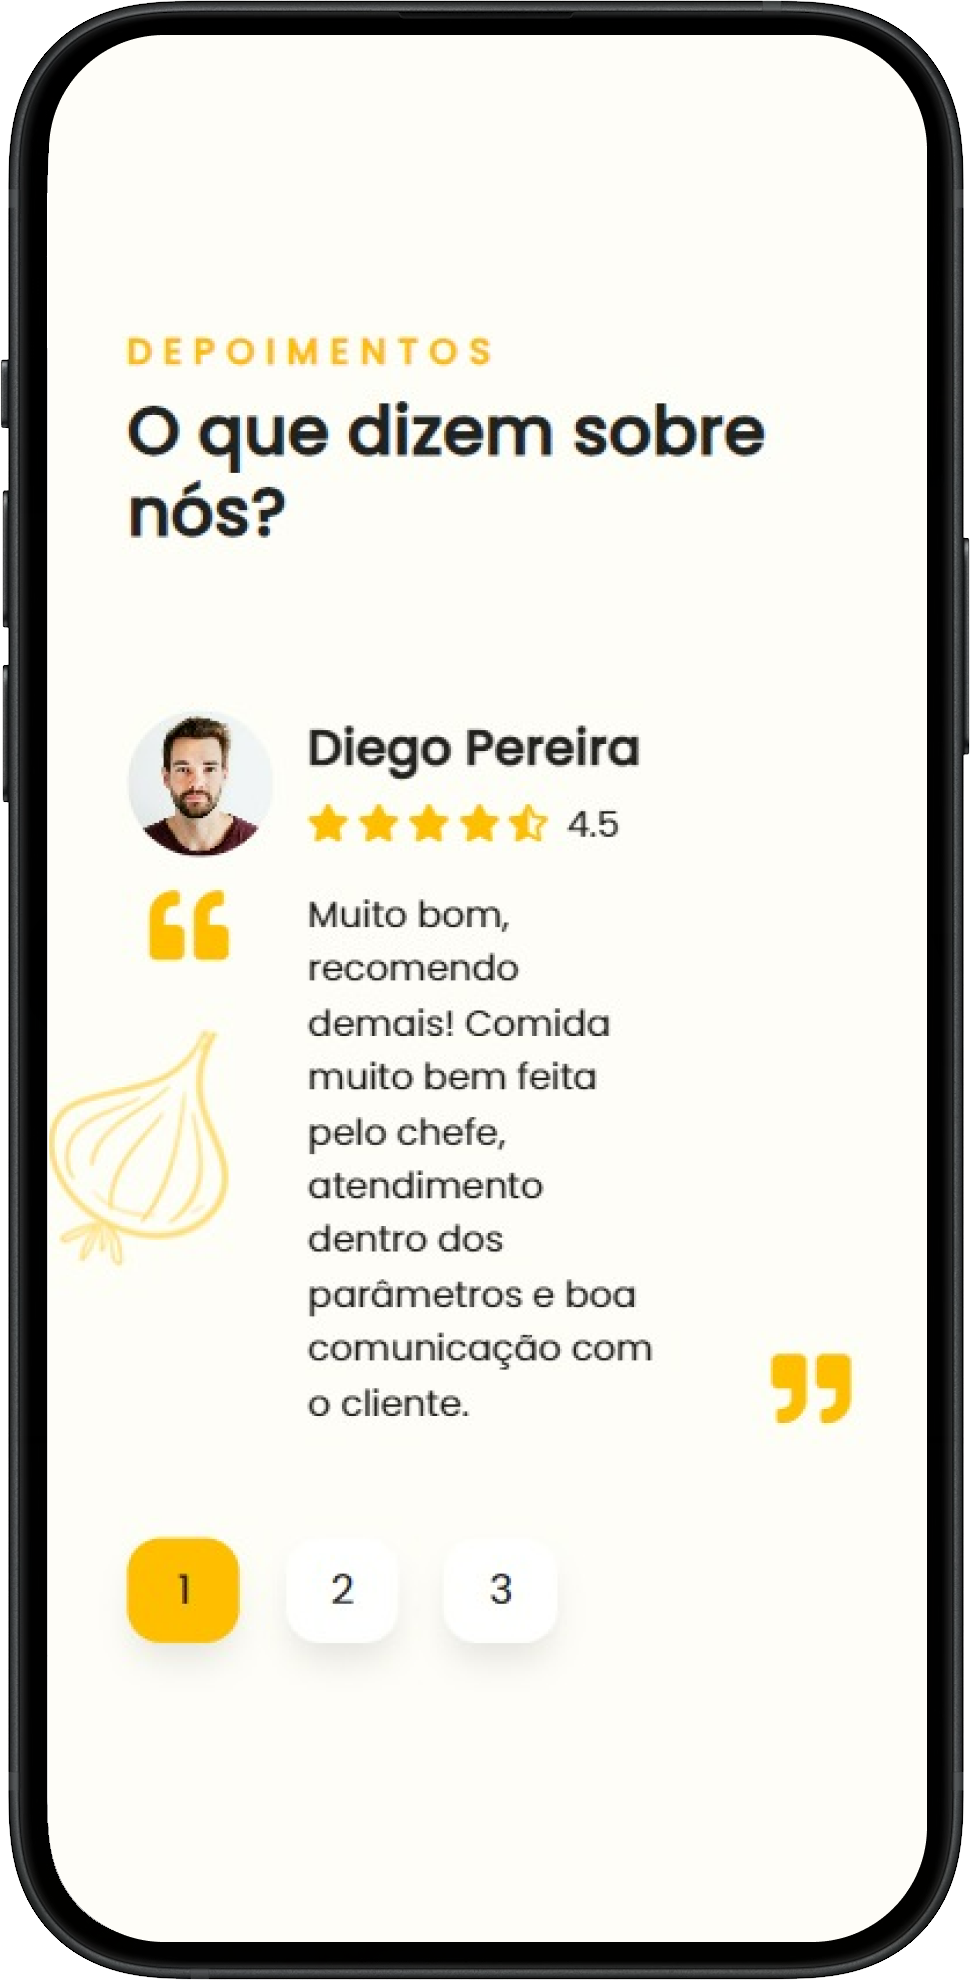 DEPOIMENTOS
O que dizem sobre
nós?
Diego Pereira
4.5
Muito bom,
recomendo
demais! Comida
muito bem feita
pelo chefe,
atendimento
dentro dos
parâmetros e boa
comunicação com
o cliente.
1 2 3